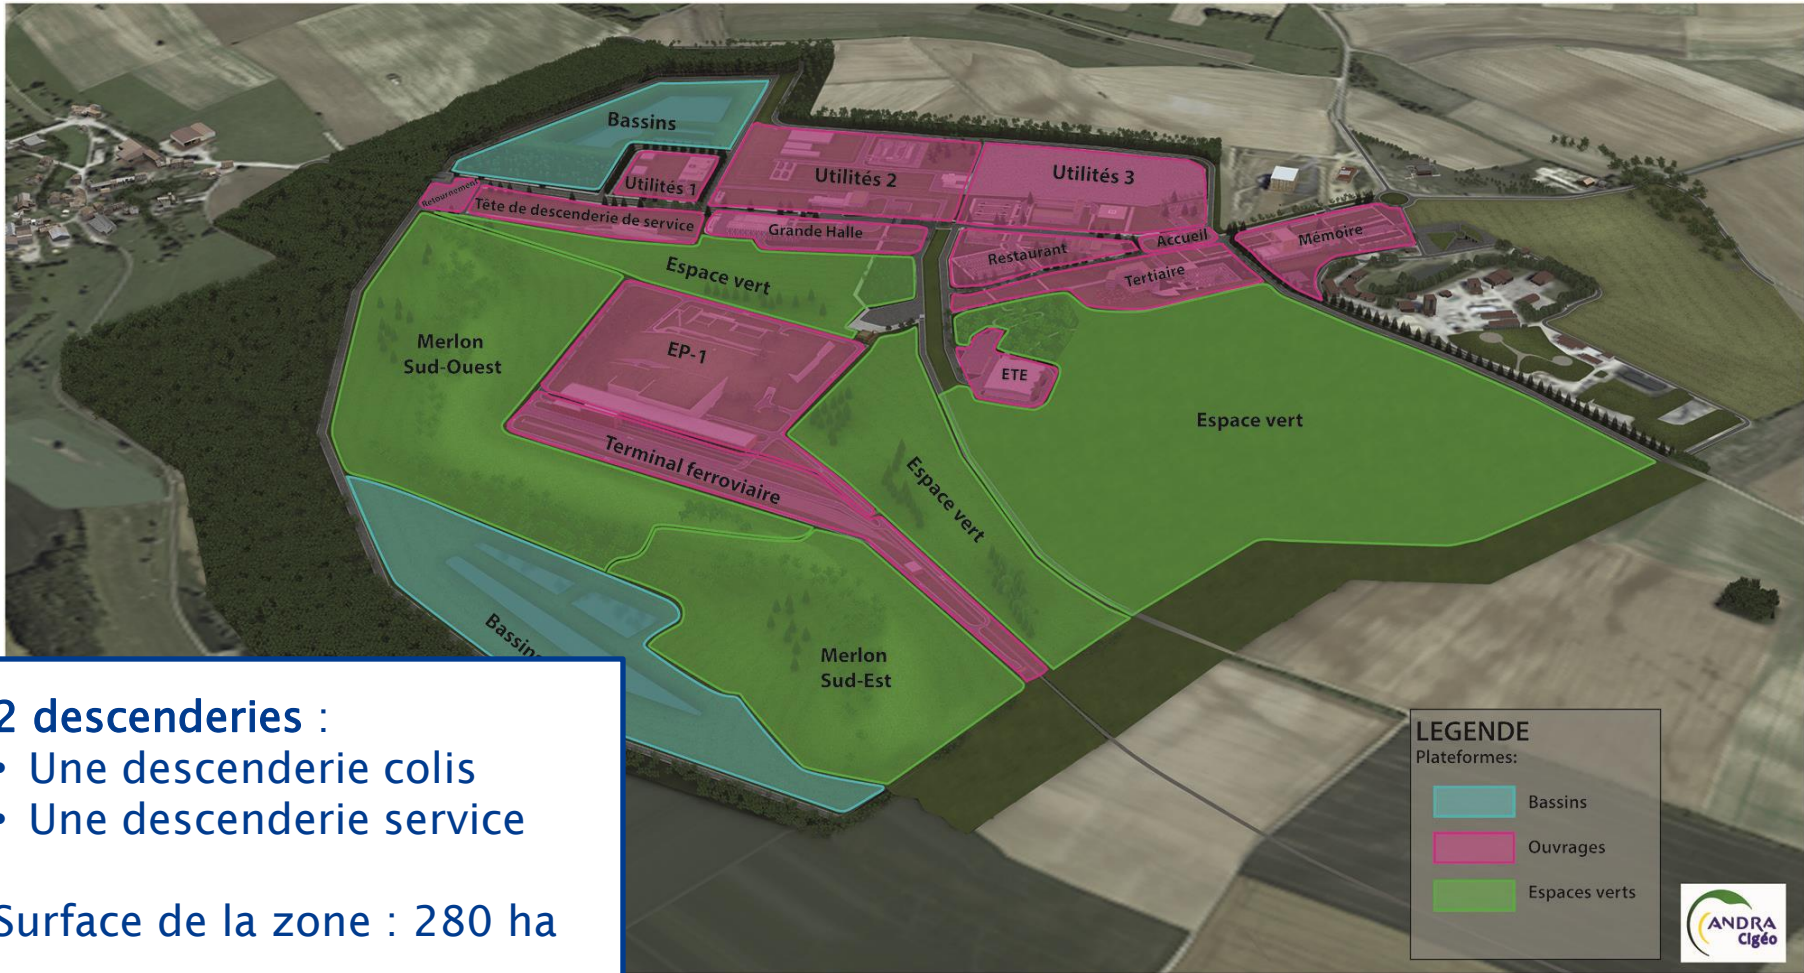 Bassins
Utilités 1
Utilités 2
Utilités 3
Retournement
Tête de descenderie de service
Grande Halle
Restaurant
Accueil
Mémoire
Tertiaire
Espace vert
Merlon
Sud-Ouest
EP-1
ETE
Espace vert
Terminal ferroviaire
Espace vert
Bassins
Merlon
Sud-Est
2 descenderies :
• Une descenderie colis
• Une descenderie service
Surface de la zone : 280 ha
LEGENDE
Plateformes:
Bassins
Ouvrages
Espaces verts
ANDRA
Cigéo